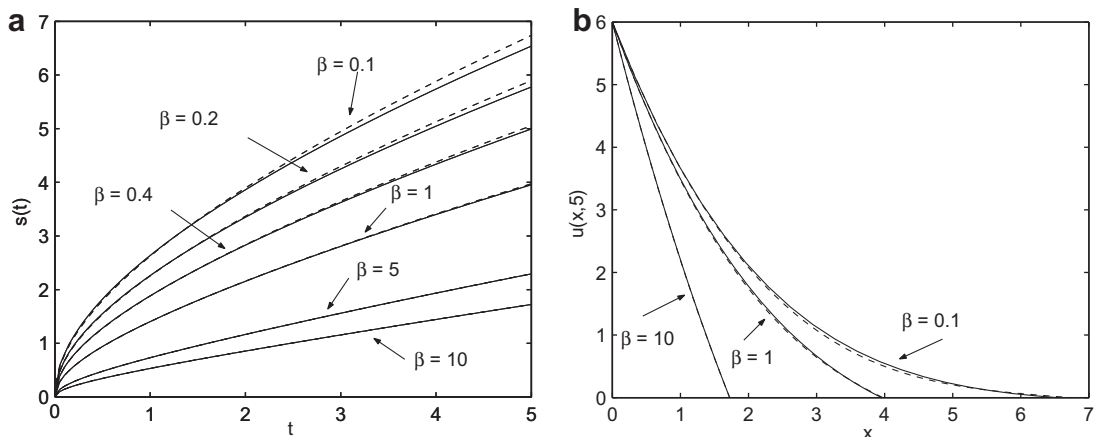 a
7
6
5
4
3
2
1
0
s(t)
β = 0.1
β = 0.2
β = 0.4
β = 1
β = 5
β = 10
0 1 2 3 4 5
t
b
6
5
4
3
2
1
0
u(x,5)
β = 10
β = 1
β = 0.1
0 1 2 3 4 5 6 7
x